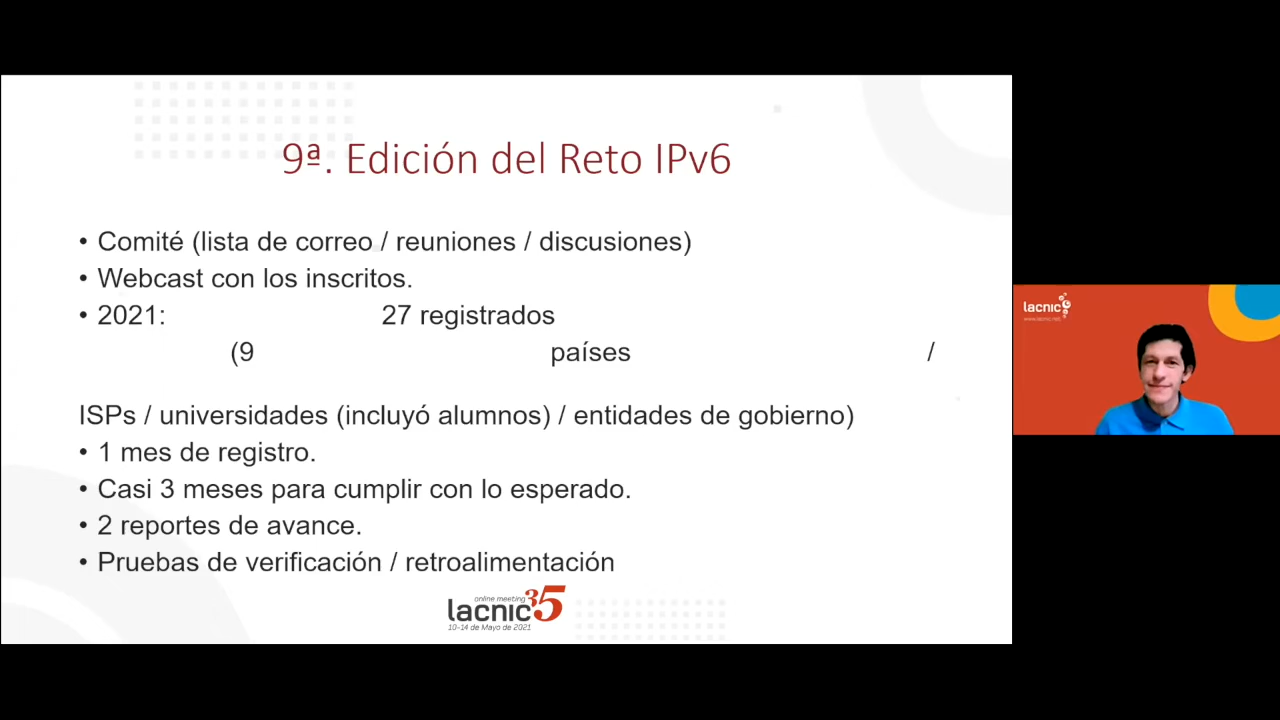 9ª. Edición del Reto IPv6
• Comité (lista de correo / reuniones / discusiones)
• Webcast con los inscritos.
• 2021: 27 registrados
(9 países /
ISPs / universidades (incluyó alumnos) / entidades de gobierno)
• 1 mes de registro.
• Casi 3 meses para cumplir con lo esperado.
• 2 reportes de avance.
• Pruebas de verificación / retroalimentación
online meeting
lacnic 35
10-14 de Mayo de 2021
lacnic
www.lacnic.net